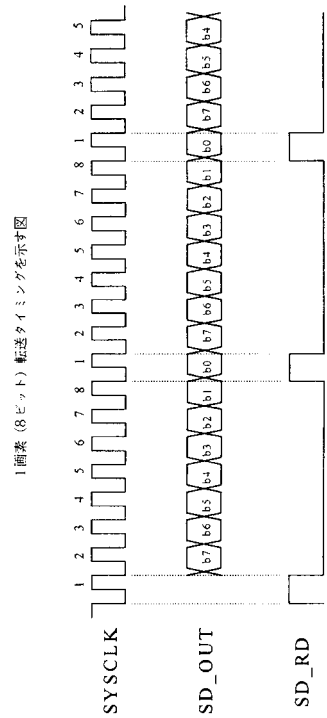 1画素（8ビット）転送タイミングを示す図
1 2 3 4 5 6 7 8 1 2 3 4 5 6 7 8 1 2 3 4 5
SYSCLK
SD_OUT
b7 b6 b5 b4 b3 b2 b1 b0 b7 b6 b5 b4 b3 b2 b1 b0 b7 b6 b5 b4
SD_RD